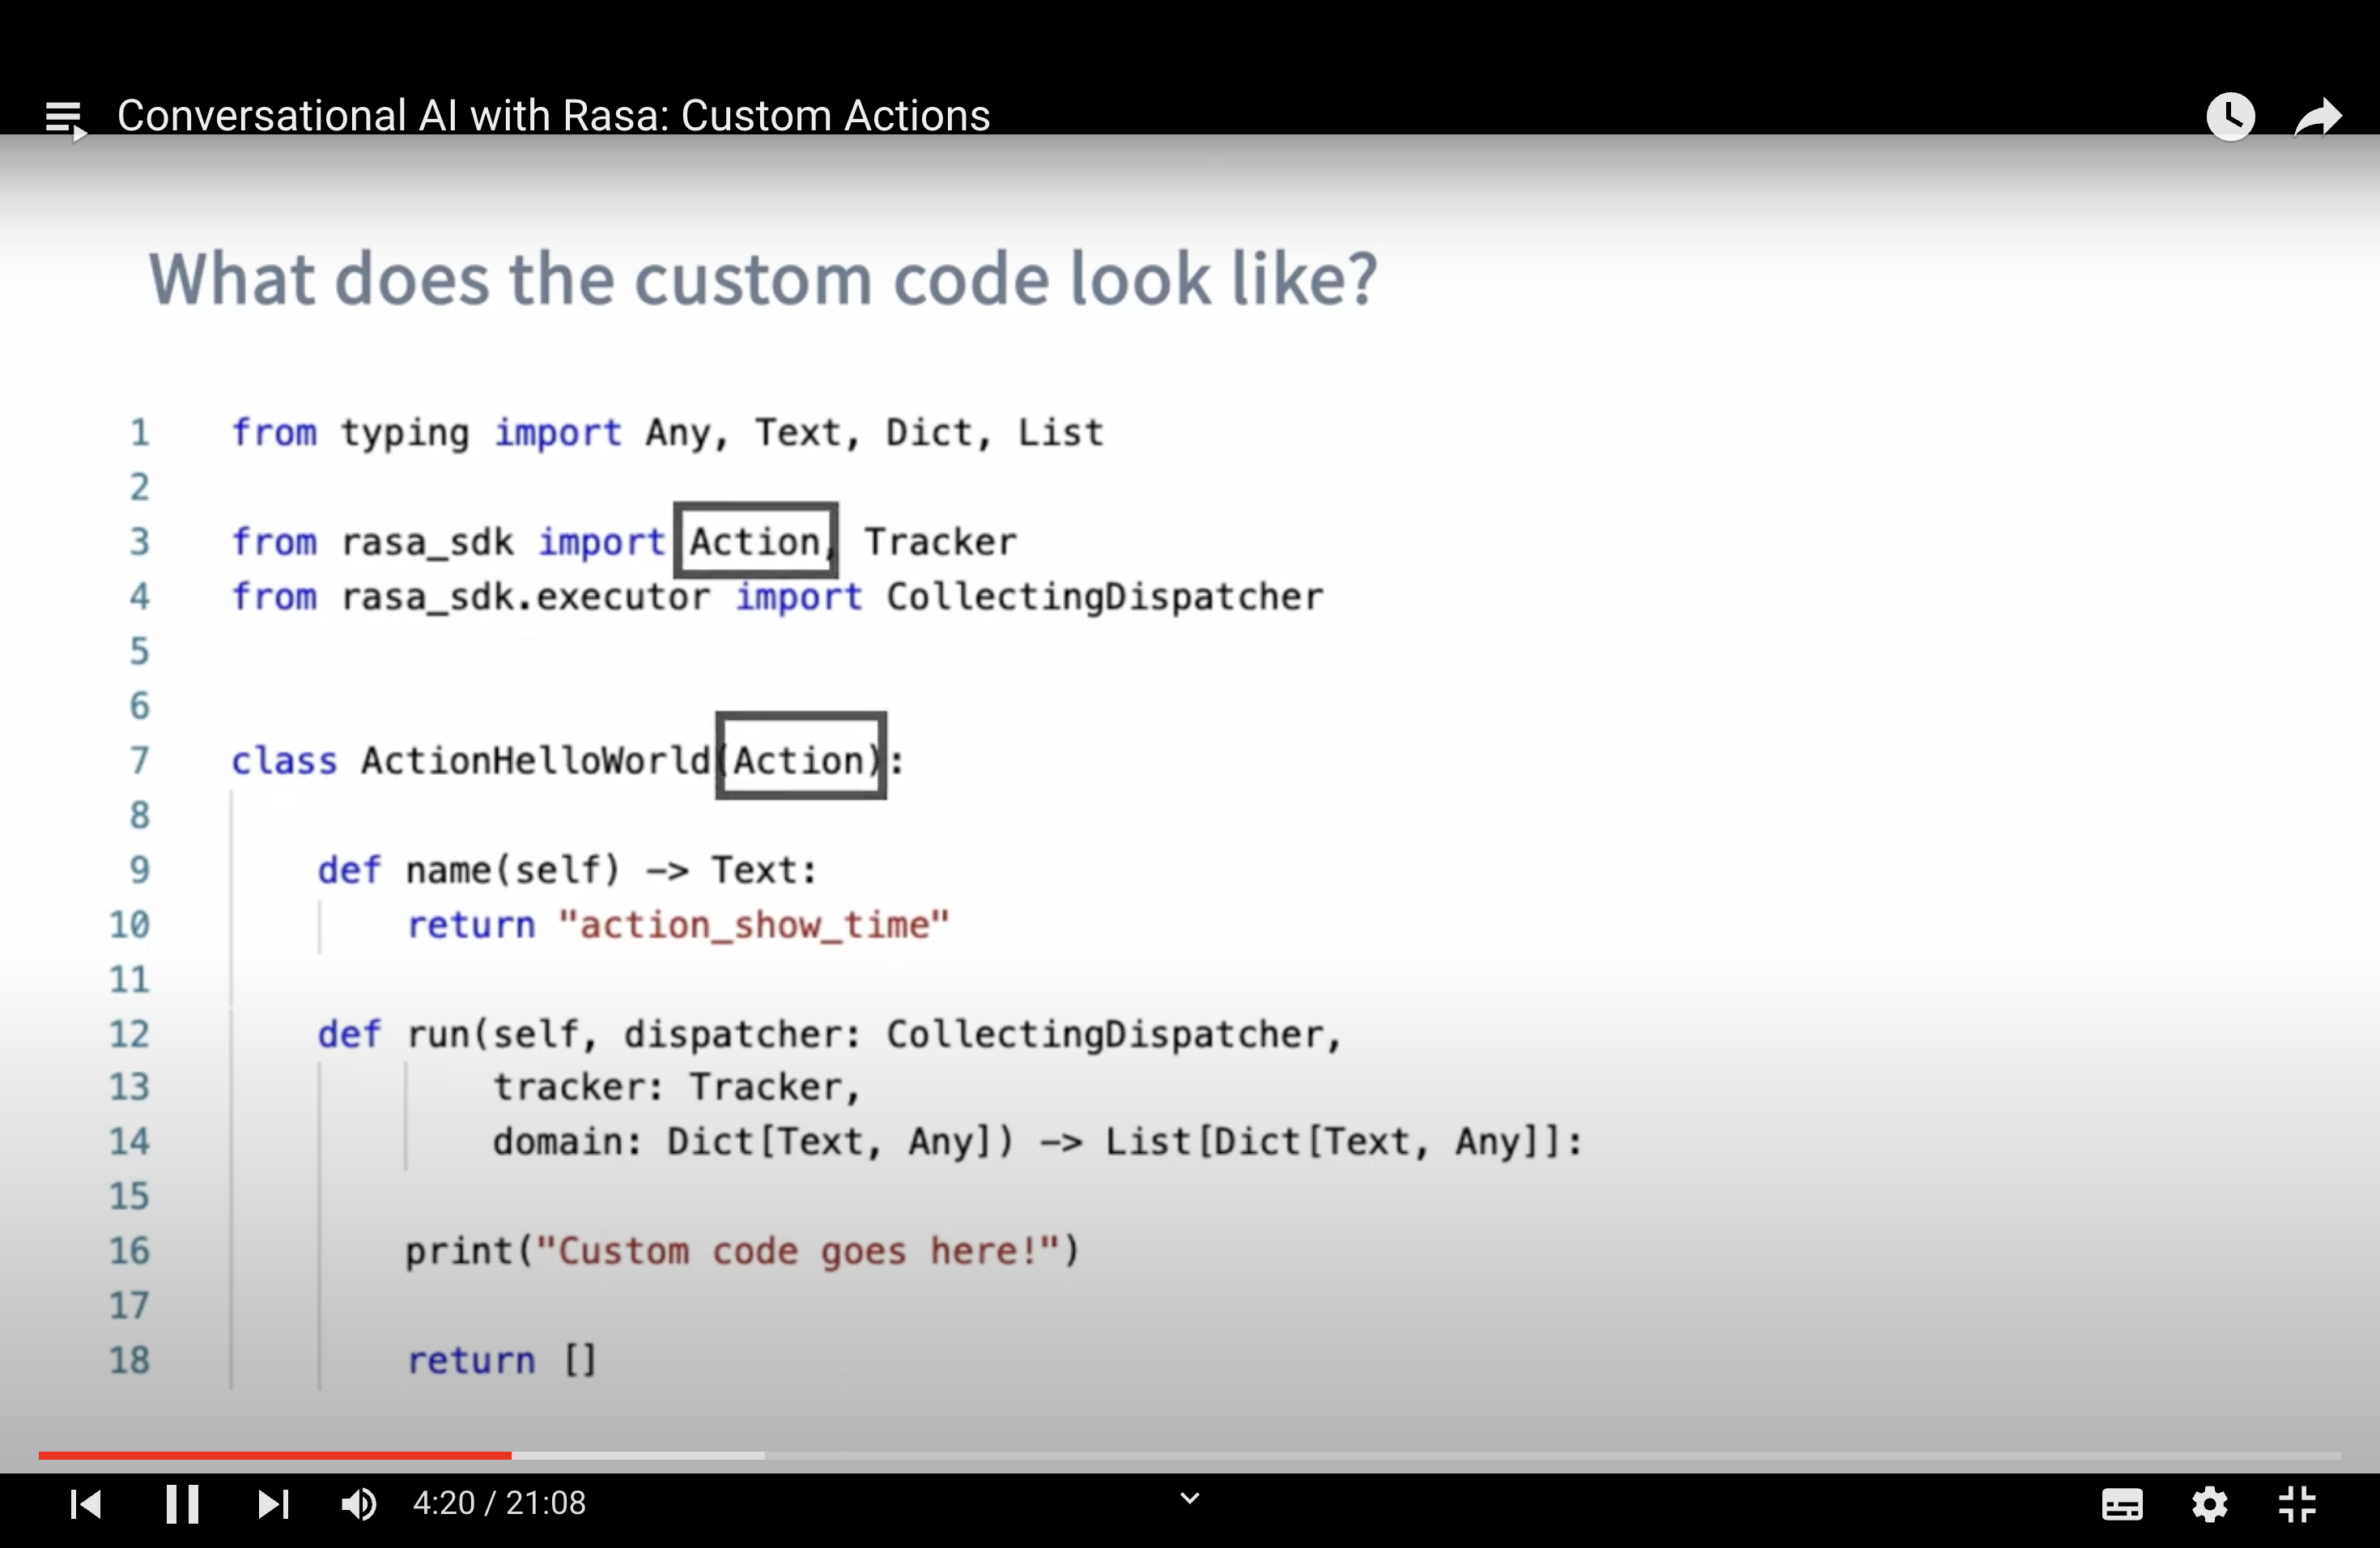 Conversational AI with Rasa: Custom Actions
What does the custom code look like?
1 from typing import Any, Text, Dict, List
2
3 from rasa_sdk import Action, Tracker
4 from rasa_sdk.executor import CollectingDispatcher
5
6
7 class ActionHelloWorld(Action):
8
9     def name(self) -> Text:
10         return "action_show_time"
11
12     def run(self, dispatcher: CollectingDispatcher,
13             tracker: Tracker,
14             domain: Dict[Text, Any]) -> List[Dict[Text, Any]]:
15
16         print("Custom code goes here!")
17
18         return []
4:20 / 21:08